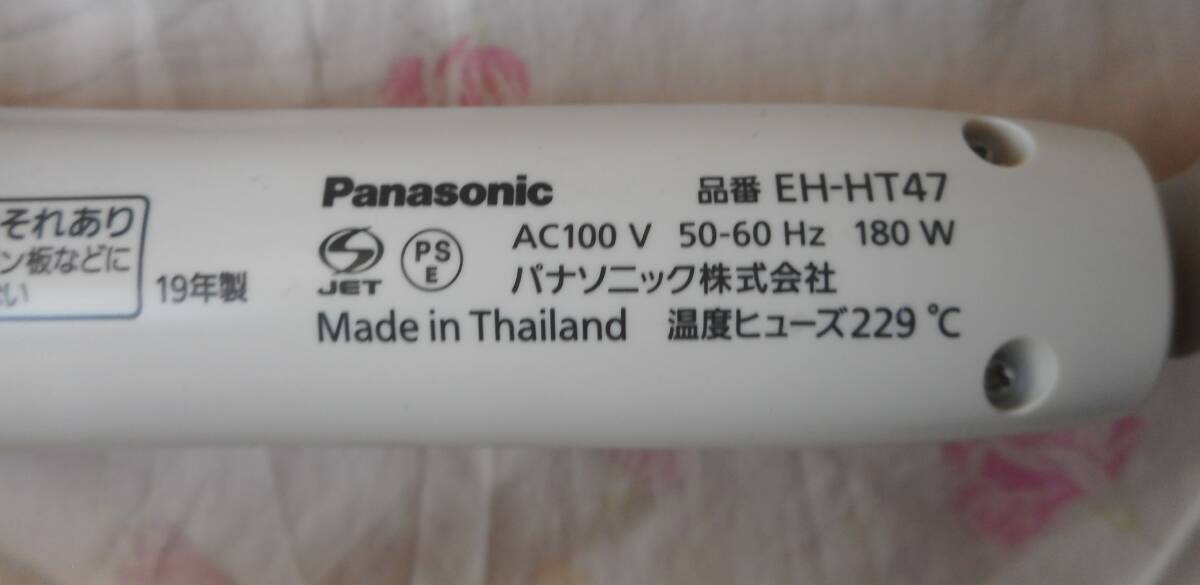 それあり
ン板などに
い
19年製
Panasonic 品番 EH-HT47
JET PS E AC100 V 50-60 Hz 180 W
パナソニック株式会社
Made in Thailand 温度ヒューズ229 ℃